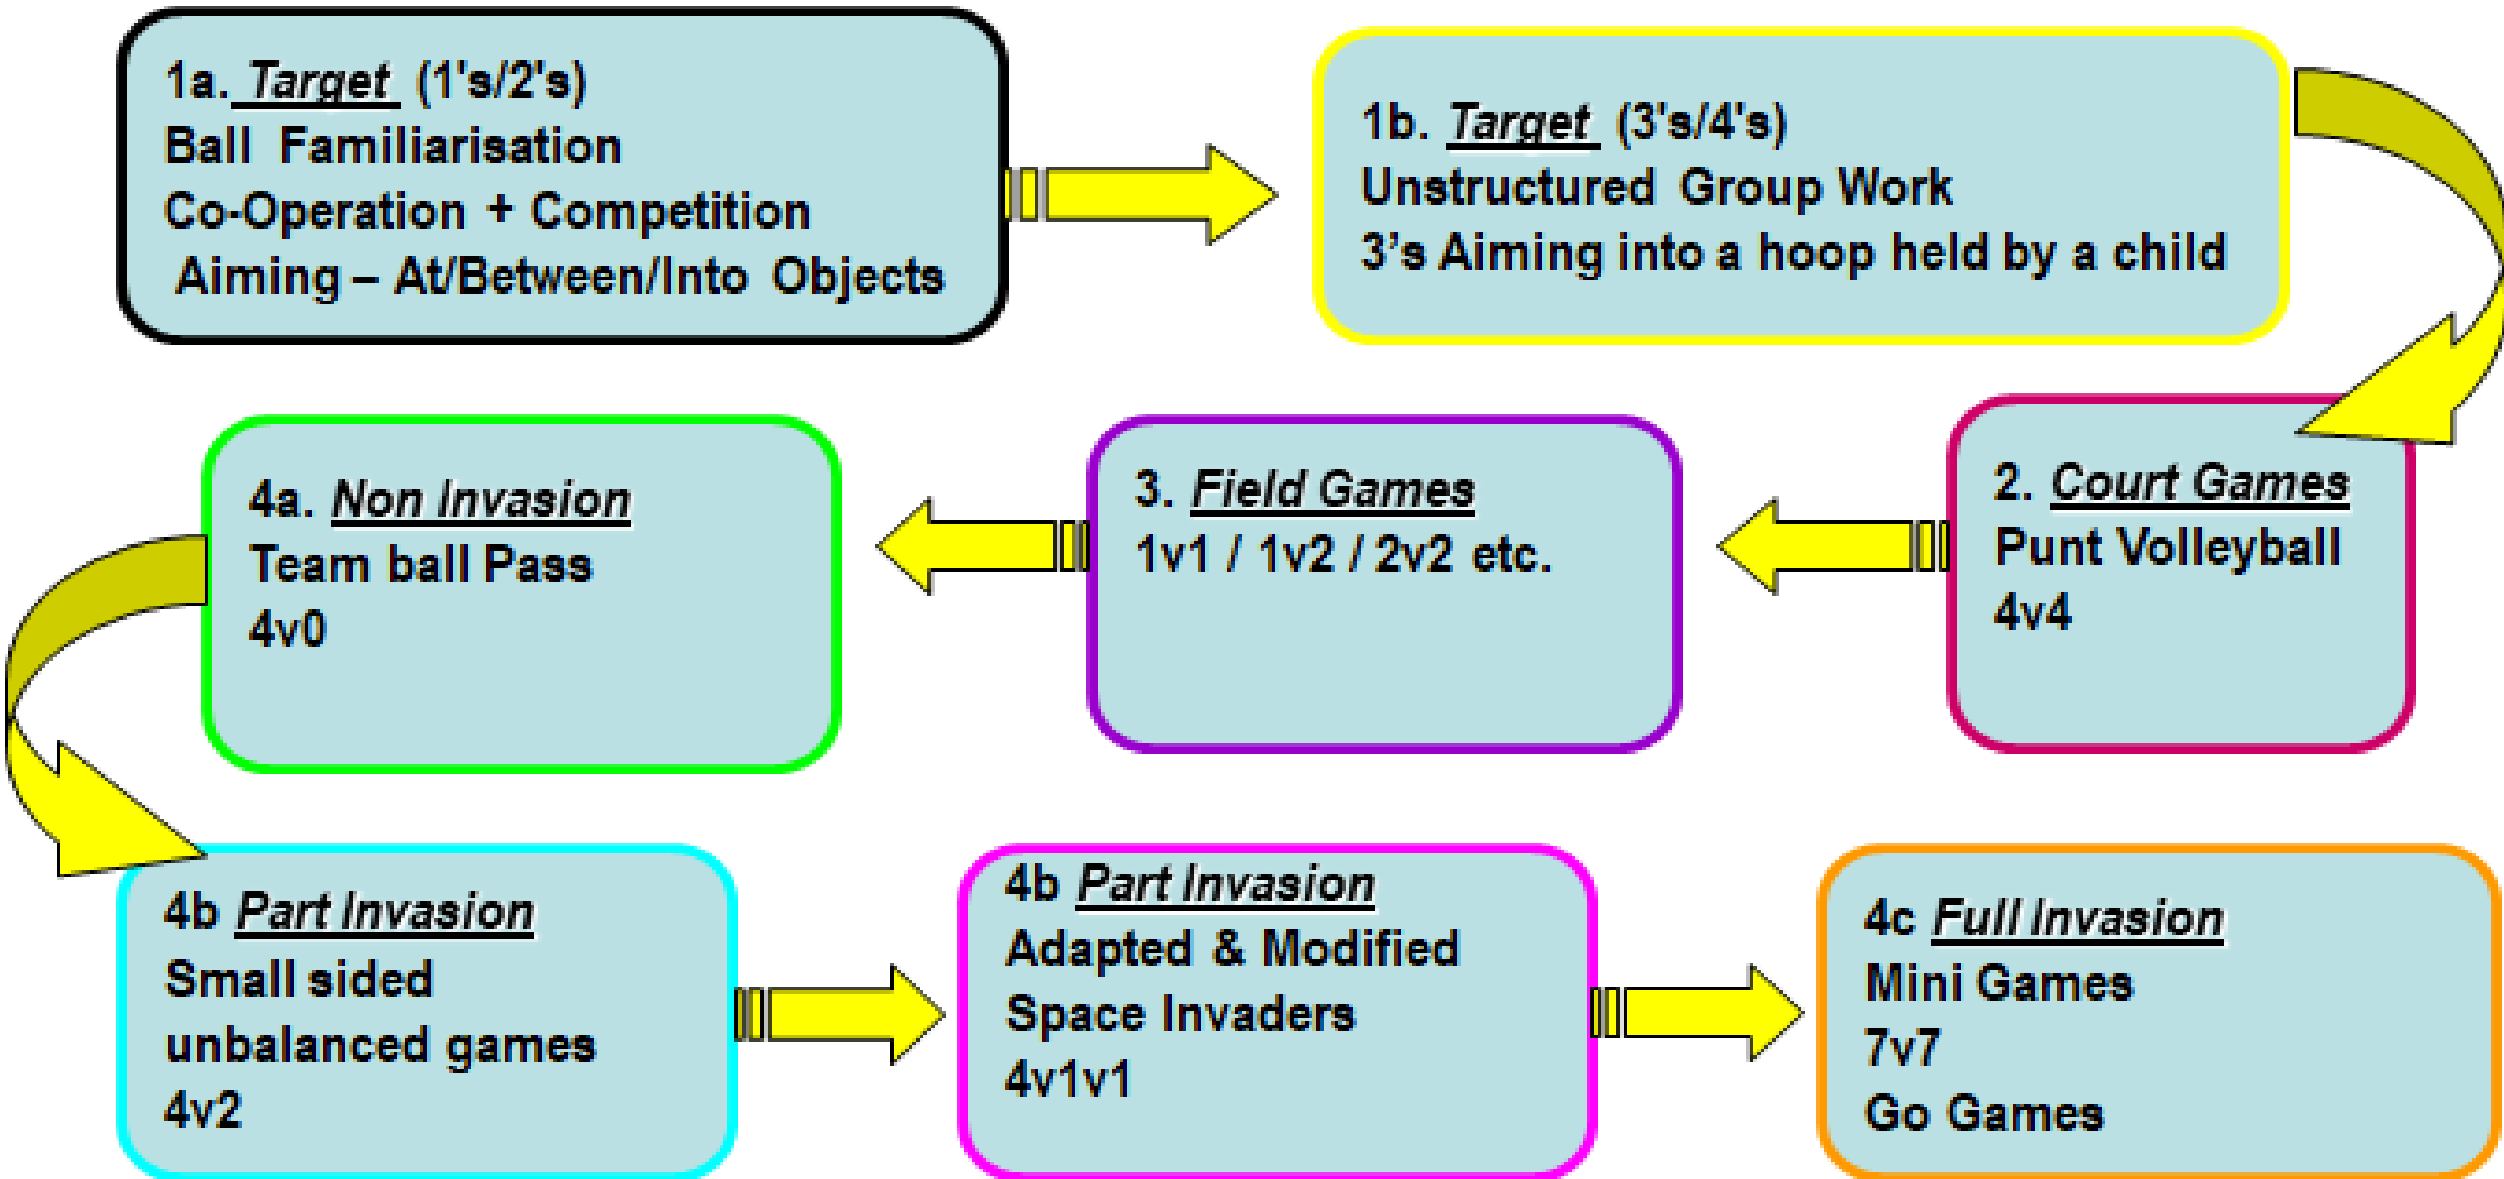 1a. Target (1's/2's)
Ball Familiarisation
Co-Operation + Competition
Aiming – At/Between/Into Objects
1b. Target (3's/4's)
Unstructured Group Work
3’s Aiming into a hoop held by a child
2. Court Games
Punt Volleyball
4v4
3. Field Games
1v1 / 1v2 / 2v2 etc.
4a. Non Invasion
Team ball Pass
4v0
4b Part Invasion
Small sided
unbalanced games
4v2
4b Part Invasion
Adapted & Modified
Space Invaders
4v1v1
4c Full Invasion
Mini Games
7v7
Go Games